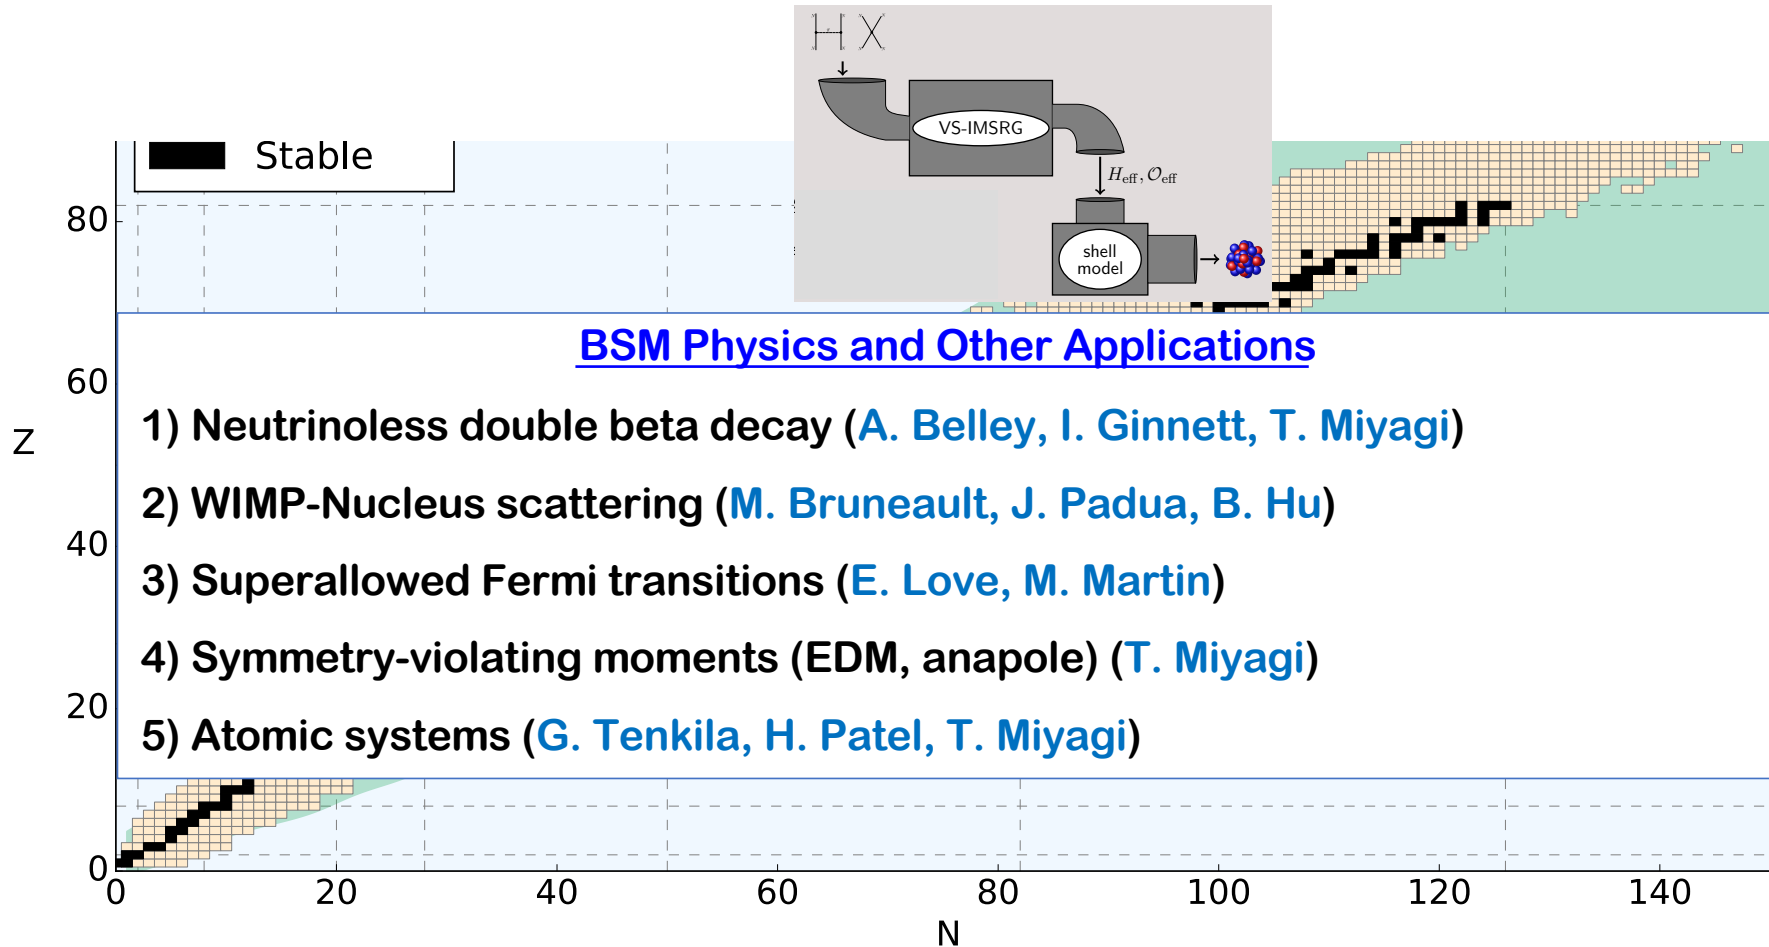 VS-IMSRG
Stable
H_eff, O_eff
80
shell
model
BSM Physics and Other Applications
60
1) Neutrinoless double beta decay (A. Belley, I. Ginnett, T. Miyagi)
Z
2) WIMP-Nucleus scattering (M. Bruneault, J. Padua, B. Hu)
40
3) Superallowed Fermi transitions (E. Love, M. Martin)
4) Symmetry-violating moments (EDM, anapole) (T. Miyagi)
20
5) Atomic systems (G. Tenkila, H. Patel, T. Miyagi)
0
0 20 40 60 80 100 120 140
N